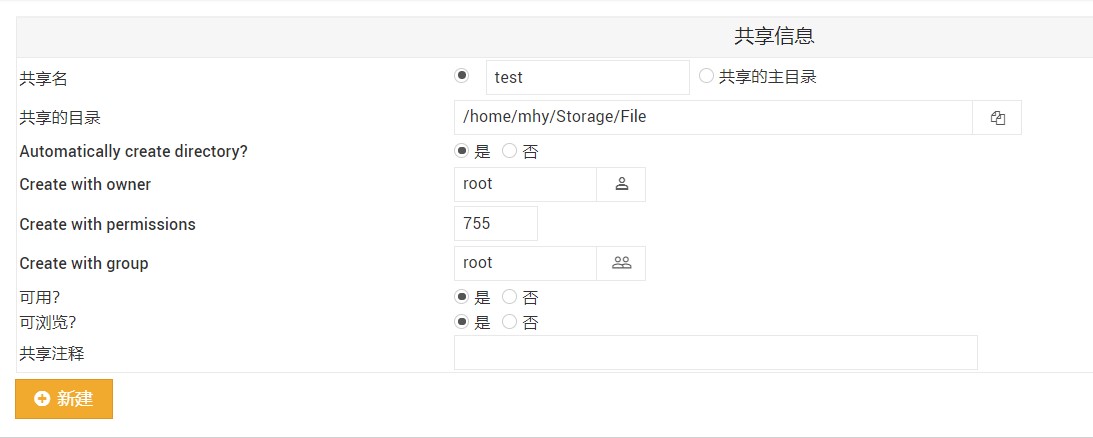 共享信息
共享名 test 共享的主目录
共享的目录 /home/mhy/Storage/File
Automatically create directory? 是 否
Create with owner root
Create with permissions 755
Create with group root
可用? 是 否
可浏览? 是 否
共享注释
新建